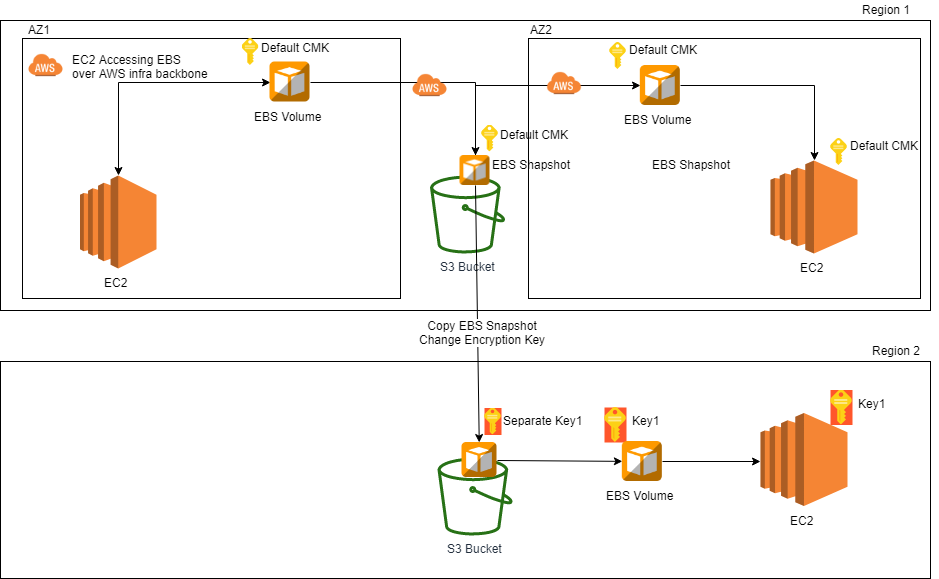 Region 1
AZ1
AZ2
AWS
EC2 Accessing EBS
over AWS infra backbone
Default CMK
EBS Volume
AWS
AWS
Default CMK
EBS Volume
Default CMK
EBS Shapshot
EBS Shapshot
Default CMK
EC2
S3 Bucket
EC2
Copy EBS Snapshot
Change Encryption Key
Region 2
Separate Key1
Key1
Key1
EBS Volume
EC2
S3 Bucket